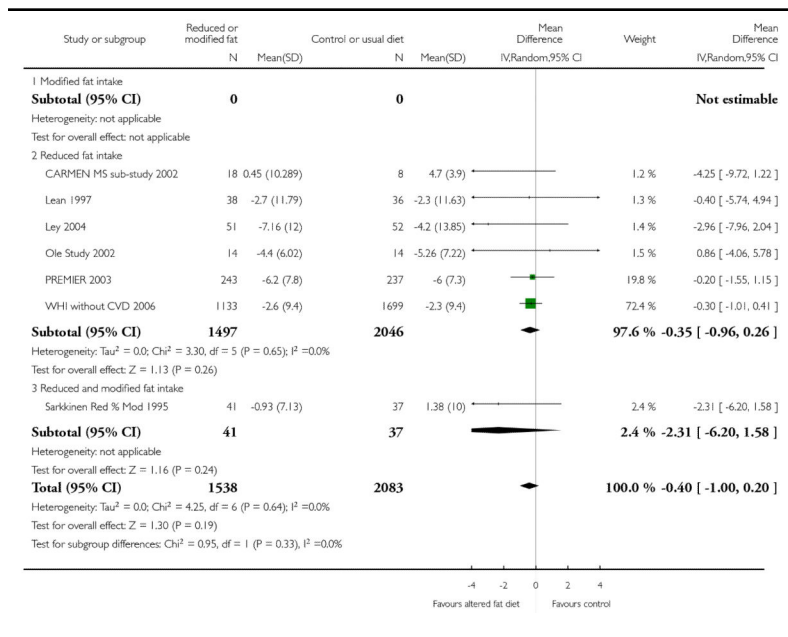 Study or subgroup Reduced or modified fat Control or usual diet Mean Difference Weight Mean Difference
N Mean(SD) N Mean(SD) IV,Random,95% CI IV,Random,95% CI
1 Modified fat intake
Subtotal (95% CI) 0 0 Not estimable
Heterogeneity: not applicable
Test for overall effect: not applicable
2 Reduced fat intake
CARMEN MS sub-study 2002 18 0.45 (10.289) 8 4.7 (3.9) 1.2 % -4.25 [ -9.72, 1.22 ]
Lean 1997 38 -2.7 (11.79) 36 -2.3 (11.63) 1.3 % -0.40 [ -5.74, 4.94 ]
Ley 2004 51 -7.16 (12) 52 -4.2 (13.85) 1.4 % -2.96 [ -7.96, 2.04 ]
Ole Study 2002 14 -4.4 (6.02) 14 -5.26 (7.22) 1.5 % 0.86 [ -4.06, 5.78 ]
PREMIER 2003 243 -6.2 (7.8) 237 -6 (7.3) 19.8 % -0.20 [ -1.55, 1.15 ]
WHI without CVD 2006 1133 -2.6 (9.4) 1699 -2.3 (9.4) 72.4 % -0.30 [ -1.01, 0.41 ]
Subtotal (95% CI) 1497 2046 97.6 % -0.35 [ -0.96, 0.26 ]
Heterogeneity: Tau² = 0.0; Chi² = 3.30, df = 5 (P = 0.65); I² =0.0%
Test for overall effect: Z = 1.13 (P = 0.26)
3 Reduced and modified fat intake
Sarkkinen Red % Mod 1995 41 -0.93 (7.13) 37 1.38 (10) 2.4 % -2.31 [ -6.20, 1.58 ]
Subtotal (95% CI) 41 37 2.4 % -2.31 [ -6.20, 1.58 ]
Heterogeneity: not applicable
Test for overall effect: Z = 1.16 (P = 0.24)
Total (95% CI) 1538 2083 100.0 % -0.40 [ -1.00, 0.20 ]
Heterogeneity: Tau² = 0.0; Chi² = 4.25, df = 6 (P = 0.64); I² =0.0%
Test for overall effect: Z = 1.30 (P = 0.19)
Test for subgroup differences: Chi² = 0.95, df = 1 (P = 0.33), I² =0.0%
-4 -2 0 2 4
Favours altered fat diet Favours control